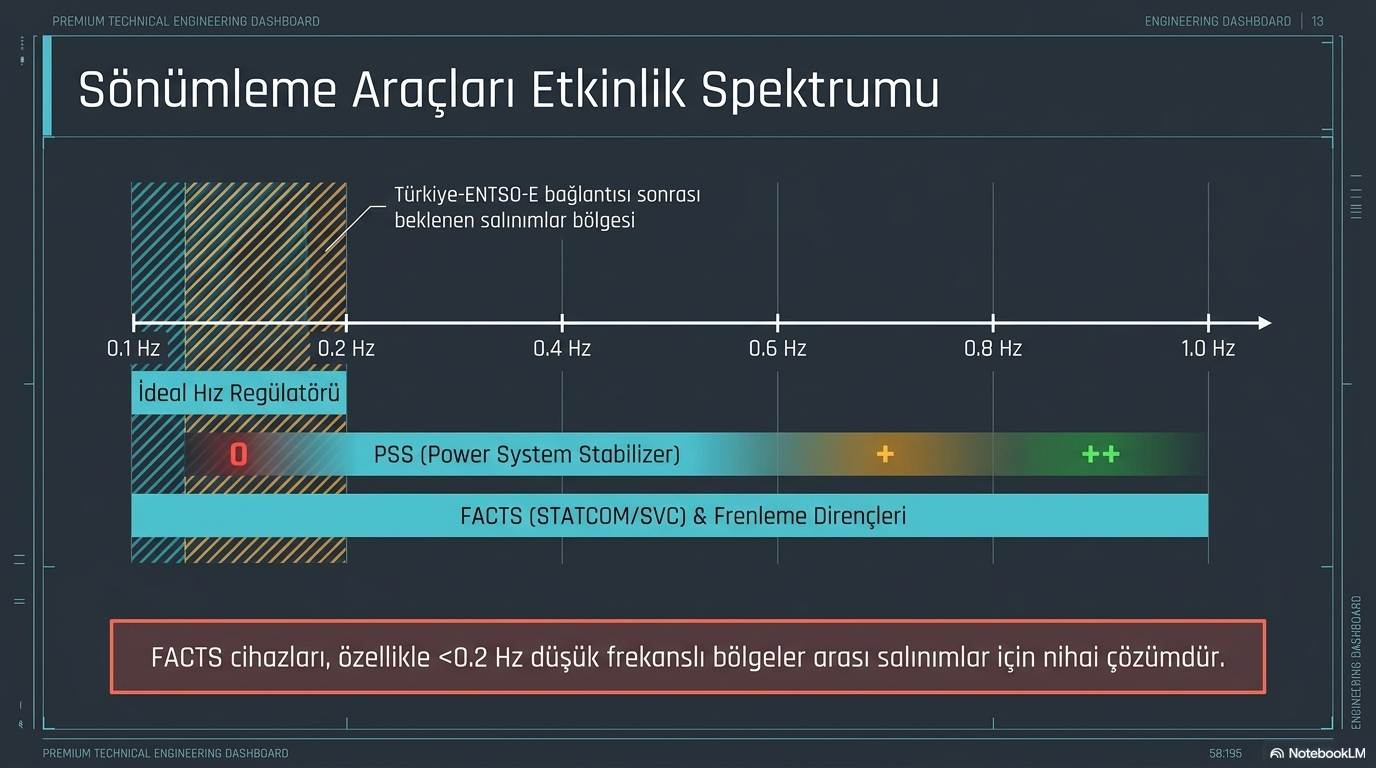 PREMIUM TECHNICAL ENGINEERING DASHBOARD
ENGINEERING DASHBOARD | 13
Sönümleme Araçları Etkinlik Spektrumu
Türkiye-ENTSO-E bağlantısı sonrası
beklenen salınımlar bölgesi
0.1 Hz 0.2 Hz 0.4 Hz 0.6 Hz 0.8 Hz 1.0 Hz
İdeal Hız Regülatörü
0 PSS (Power System Stabilizer) + ++
FACTS (STATCOM/SVC) & Frenleme Dirençleri
FACTS cihazları, özellikle <0.2 Hz düşük frekanslı bölgeler arası salınımlar için nihai çözümdür.
ENGINEERING DASHBOARD
PREMIUM TECHNICAL ENGINEERING DASHBOARD
58:195
NotebookLM